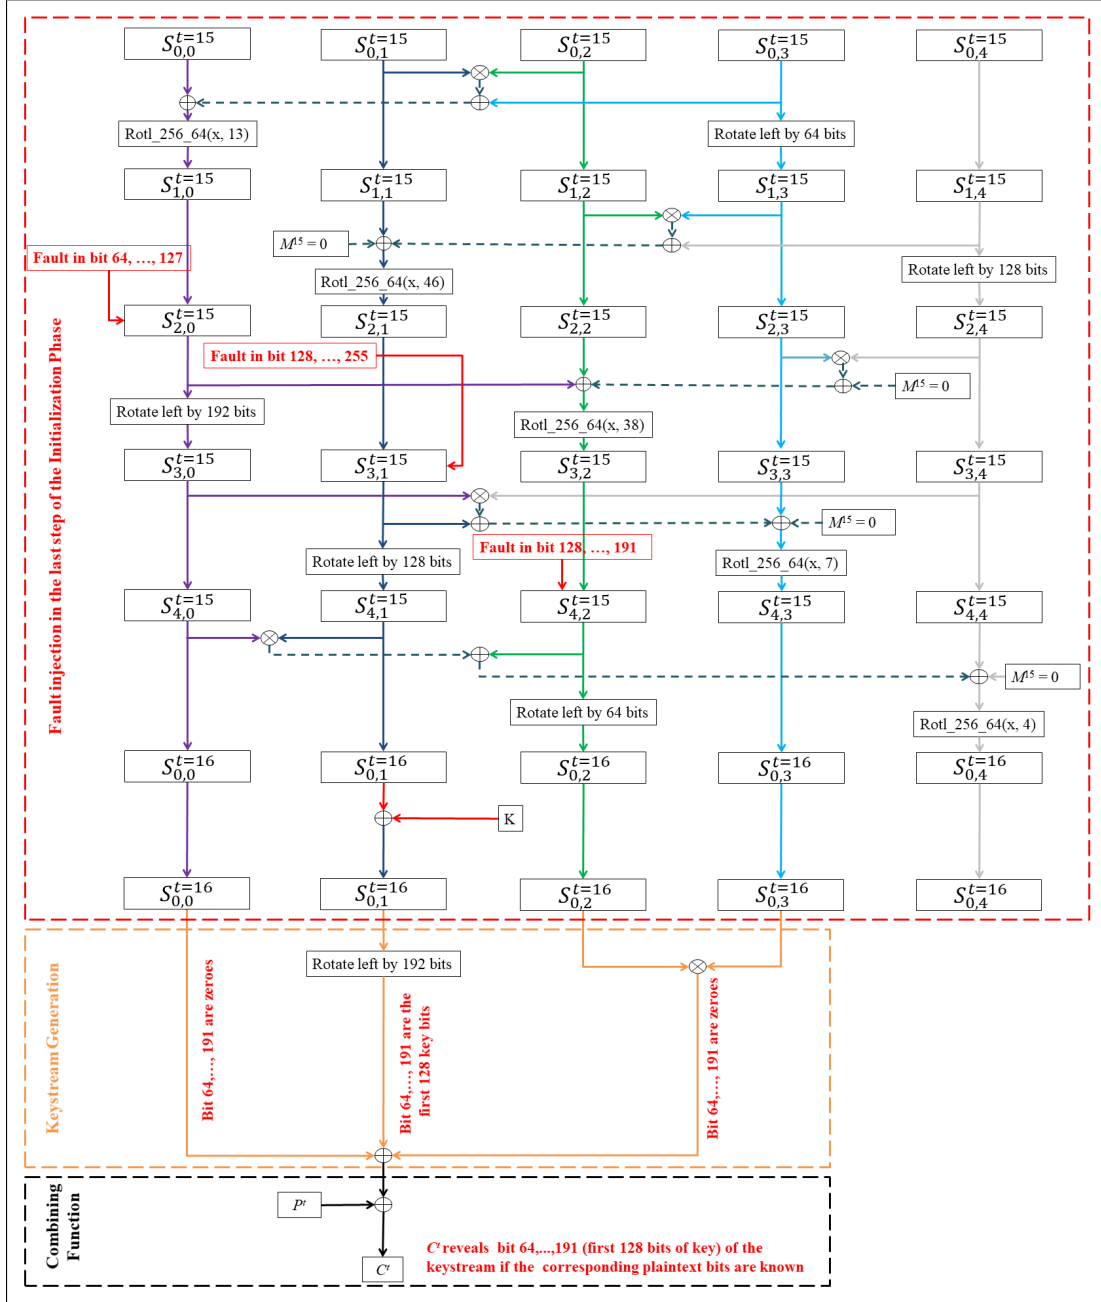 Fault injection in the last step of the Initialization Phase
S_{0,0}^{t=15} S_{0,1}^{t=15} S_{0,2}^{t=15} S_{0,3}^{t=15} S_{0,4}^{t=15}
Rotl_256_64(x, 13) Rotate left by 64 bits
S_{1,0}^{t=15} S_{1,1}^{t=15} S_{1,2}^{t=15} S_{1,3}^{t=15} S_{1,4}^{t=15}
M^{15} = 0
Fault in bit 64, …, 127
Rotl_256_64(x, 46) Rotate left by 128 bits
S_{2,0}^{t=15} S_{2,1}^{t=15} S_{2,2}^{t=15} S_{2,3}^{t=15} S_{2,4}^{t=15}
Fault in bit 128, …, 255
M^{15} = 0
Rotate left by 192 bits Rotl_256_64(x, 38)
S_{3,0}^{t=15} S_{3,1}^{t=15} S_{3,2}^{t=15} S_{3,3}^{t=15} S_{3,4}^{t=15}
M^{15} = 0
Fault in bit 128, …, 191
Rotate left by 128 bits Rotl_256_64(x, 7)
S_{4,0}^{t=15} S_{4,1}^{t=15} S_{4,2}^{t=15} S_{4,3}^{t=15} S_{4,4}^{t=15}
M^{15} = 0
Rotate left by 64 bits Rotl_256_64(x, 4)
S_{0,0}^{t=16} S_{0,1}^{t=16} S_{0,2}^{t=16} S_{0,3}^{t=16} S_{0,4}^{t=16}
K
S_{0,0}^{t=16} S_{0,1}^{t=16} S_{0,2}^{t=16} S_{0,3}^{t=16} S_{0,4}^{t=16}
Keystream Generation
Rotate left by 192 bits
Bit 64,…, 191 are zeroes
Bit 64,…, 191 are the
first 128 key bits
Bit 64,…, 191 are zeroes
Combining
Function
P^t
C^t
C^t reveals bit 64,...,191 (first 128 bits of key) of the
keystream if the corresponding plaintext bits are known